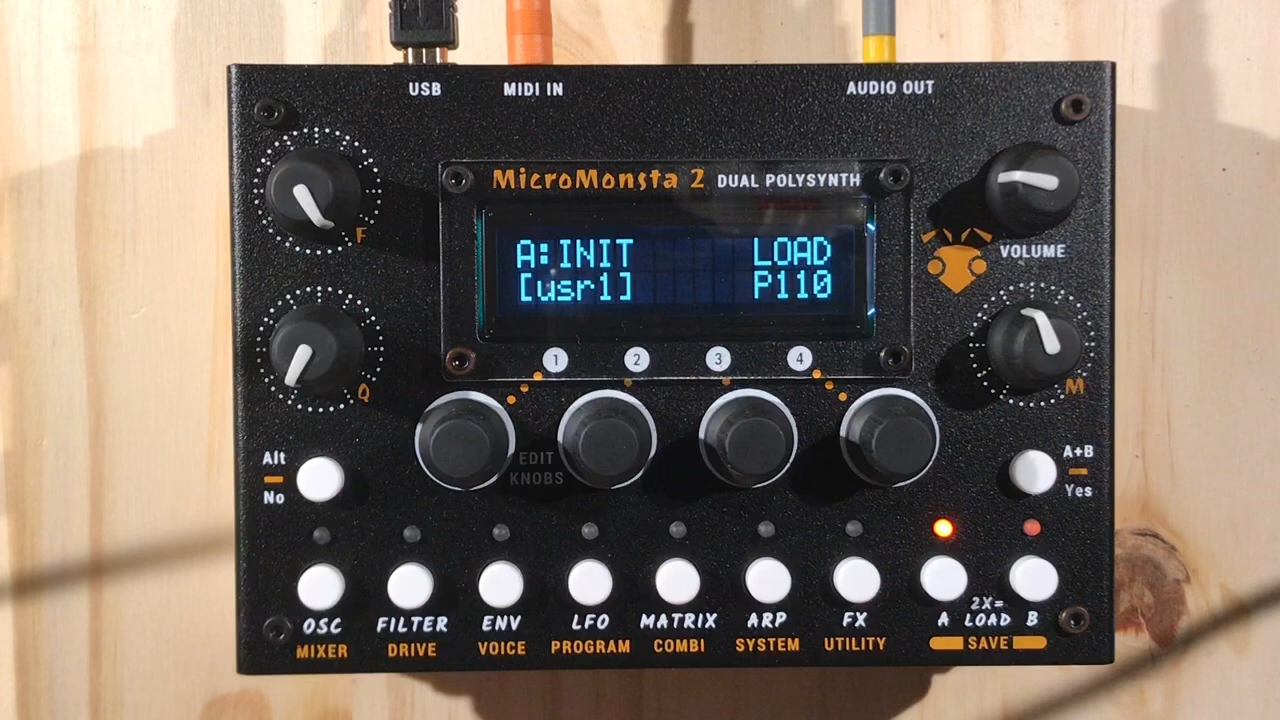 USB MIDI IN AUDIO OUT
MicroMonsta 2 DUAL POLYSYNTH
F
A:INIT LOAD
[usr1] P110
VOLUME
1 2 3 4
Q
M
EDIT
KNOBS
Alt
No
A+B
Yes
OSC FILTER ENV LFO MATRIX ARP FX A 2X= LOAD B
MIXER DRIVE VOICE PROGRAM COMBI SYSTEM UTILITY SAVE